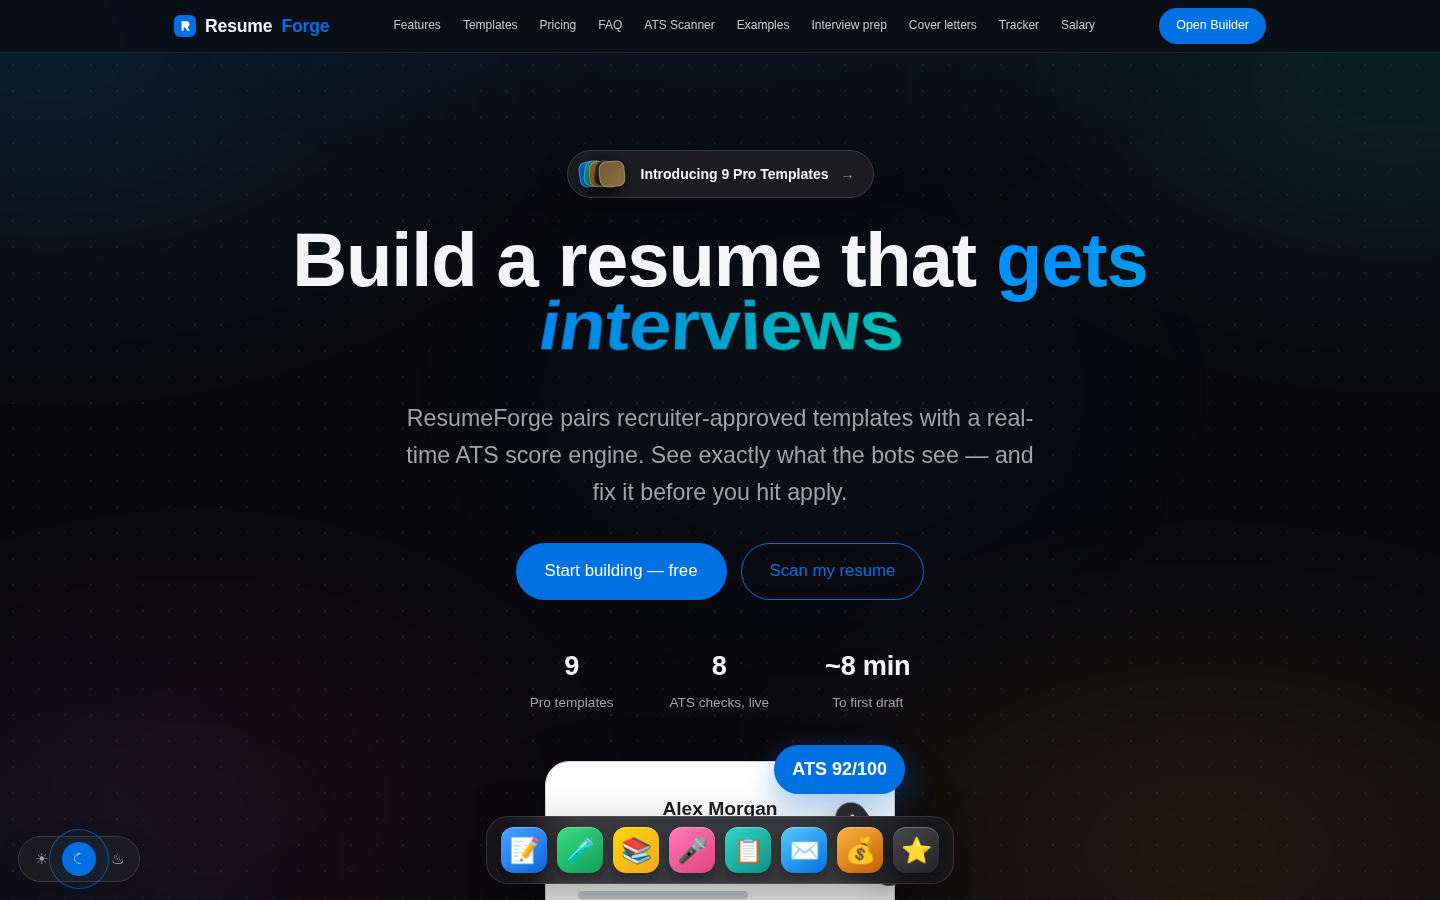 Resume Forge
Features Templates Pricing FAQ ATS Scanner Examples Interview prep Cover letters Tracker Salary
Open Builder
Introducing 9 Pro Templates →
Build a resume that gets
interviews
ResumeForge pairs recruiter-approved templates with a real-
time ATS score engine. See exactly what the bots see — and
fix it before you hit apply.
Start building — free
Scan my resume
9 8 ~8 min
Pro templates ATS checks, live To first draft
ATS 92/100
Alex Morgan